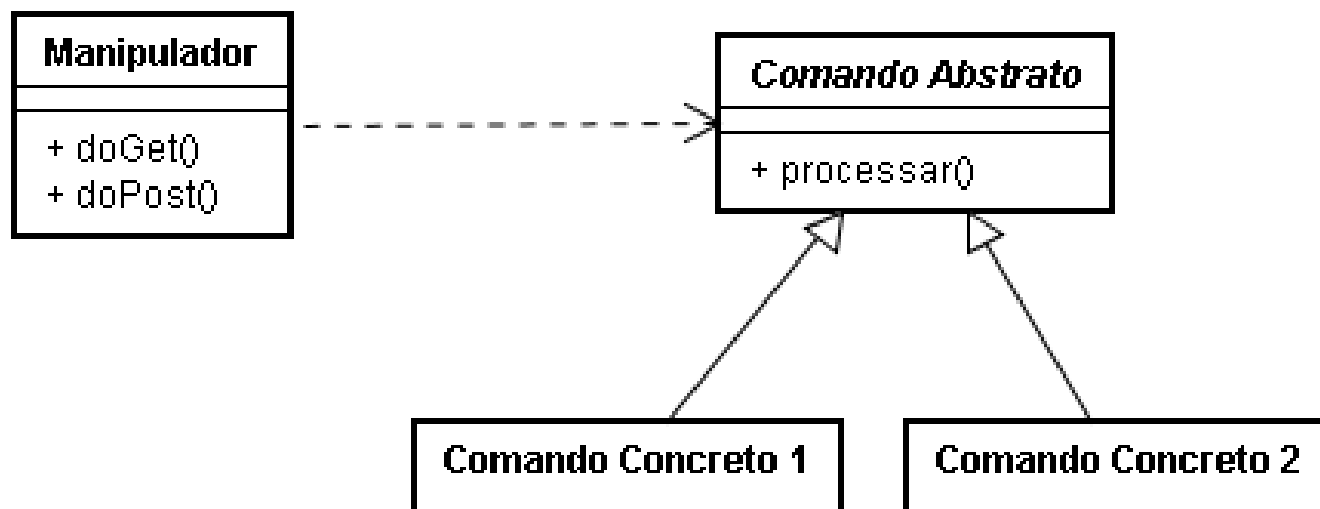 Manipulador
+ doGet()
+ doPost()
Comando Abstrato
+ processar()
Comando Concreto 1
Comando Concreto 2